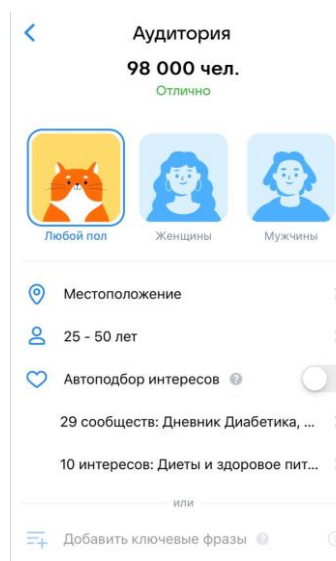 Аудитория
98 000 чел.
Отлично
Любой пол
Женщины
Мужчины
Местоположение
25 - 50 лет
Автоподбор интересов ?
29 сообществ: Дневник Диабетика, ...
10 интересов: Диеты и здоровое пит...
или
Добавить ключевые фразы ?